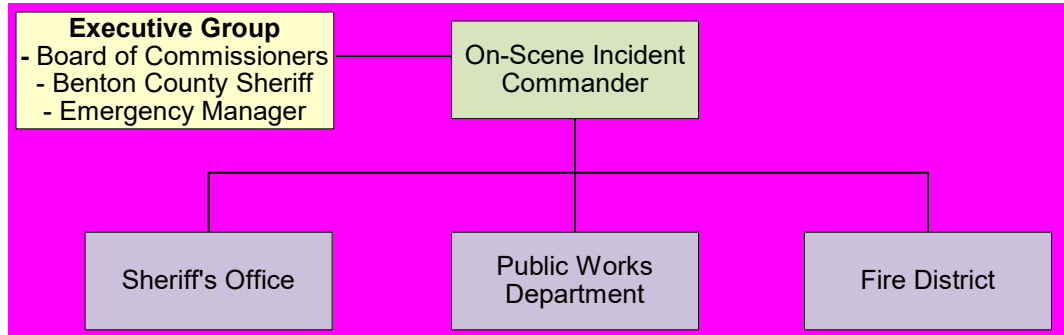 Executive Group
- Board of Commissioners
- Benton County Sheriff
- Emergency Manager
On-Scene Incident
Commander
Sheriff's Office
Public Works
Department
Fire District